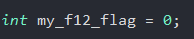 int my_f12_flag = 0;